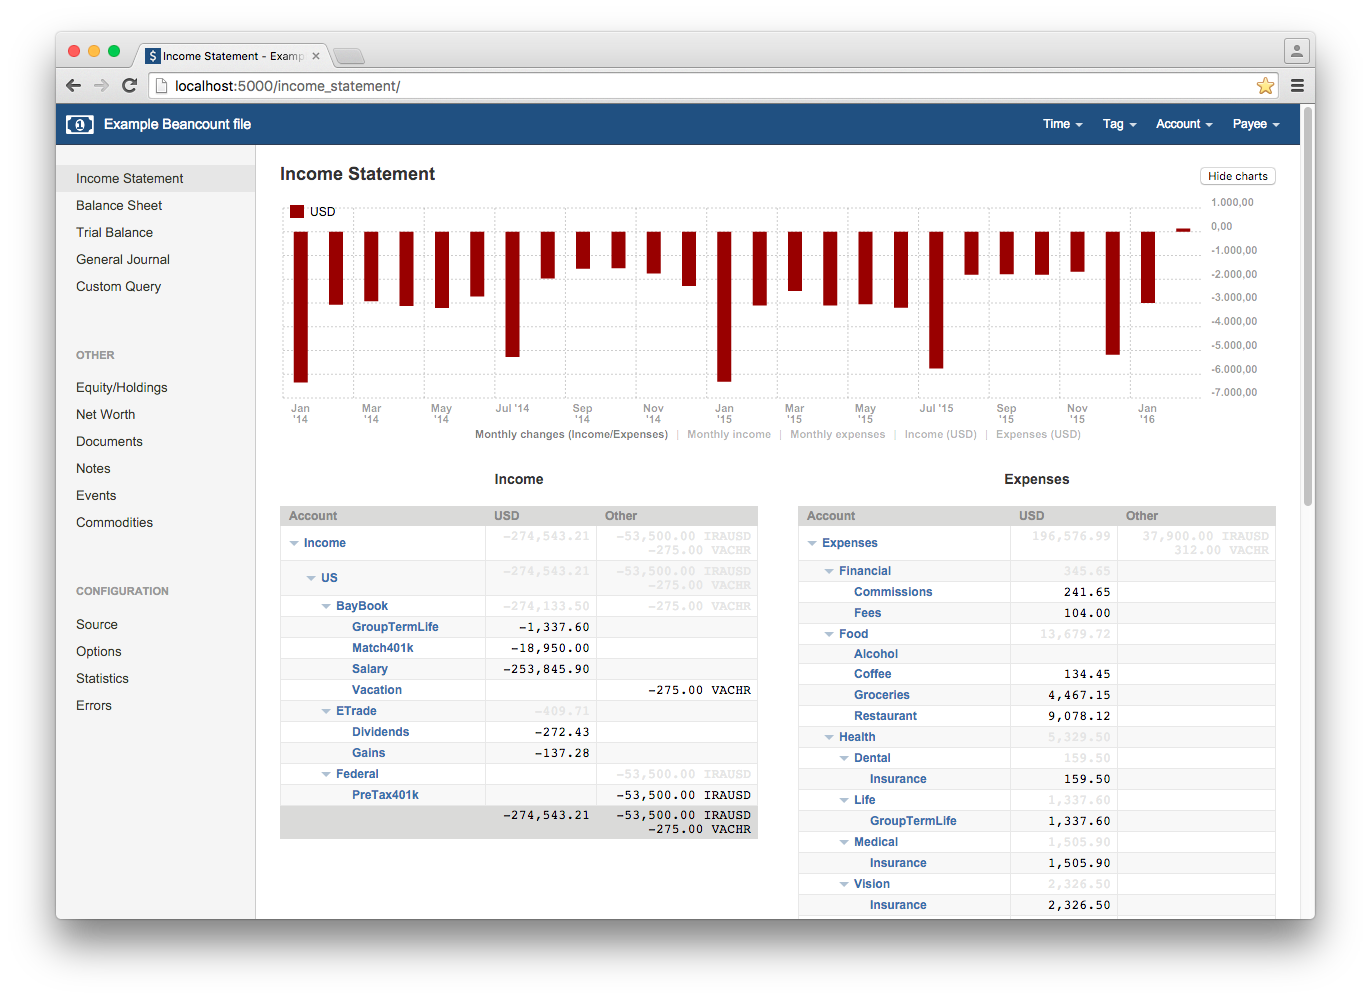 Income Statement - Examp
localhost:5000/income_statement/
Example Beancount file
Time
Tag
Account
Payee
Income Statement
Balance Sheet
Trial Balance
General Journal
Custom Query
OTHER
Equity/Holdings
Net Worth
Documents
Notes
Events
Commodities
CONFIGURATION
Source
Options
Statistics
Errors
Income Statement
Hide charts
USD
1.000,00
0,00
-1.000,00
-2.000,00
-3.000,00
-4.000,00
-5.000,00
-6.000,00
-7.000,00
Jan '14
Mar '14
May '14
Jul '14
Sep '14
Nov '14
Jan '15
Mar '15
May '15
Jul '15
Sep '15
Nov '15
Jan '16
Monthly changes (Income/Expenses) | Monthly income | Monthly expenses | Income (USD) | Expenses (USD)
Income
Account USD Other
Income -274,543.21 -53,500.00 IRAUSD
-275.00 VACHR
US -274,543.21 -53,500.00 IRAUSD
-275.00 VACHR
BayBook -274,133.50 -275.00 VACHR
GroupTermLife -1,337.60
Match401k -18,950.00
Salary -253,845.90
Vacation -275.00 VACHR
ETrade -409.71
Dividends -272.43
Gains -137.28
Federal -53,500.00 IRAUSD
PreTax401k -53,500.00 IRAUSD
-274,543.21 -53,500.00 IRAUSD
-275.00 VACHR
Expenses
Account USD Other
Expenses 196,576.99 37,900.00 IRAUSD
312.00 VACHR
Financial 345.65
Commissions 241.65
Fees 104.00
Food 13,679.72
Alcohol
Coffee 134.45
Groceries 4,467.15
Restaurant 9,078.12
Health 5,329.50
Dental 159.50
Insurance 159.50
Life 1,337.60
GroupTermLife 1,337.60
Medical 1,505.90
Insurance 1,505.90
Vision 2,326.50
Insurance 2,326.50